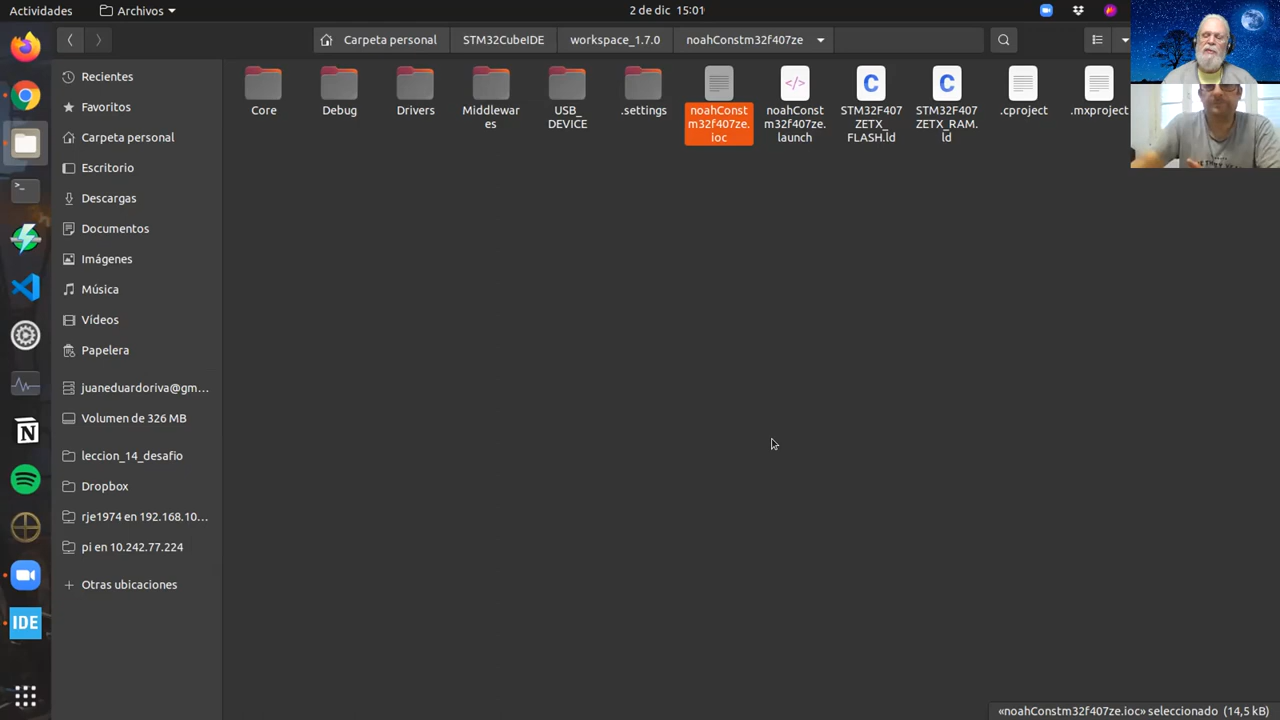 Actividades
Archivos
2 de dic 15:01
Carpeta personal
STM32CubeIDE
workspace_1.7.0
noahConstm32f407ze
Recientes
Favoritos
Carpeta personal
Escritorio
Descargas
Documentos
Imágenes
Música
Vídeos
Papelera
juaneduardoriva@gm...
Volumen de 326 MB
leccion_14_desafio
Dropbox
rje1974 en 192.168.10...
pi en 10.242.77.224
Otras ubicaciones
Core
Debug
Drivers
Middlewar
es
USB_
DEVICE
.settings
noahConst
m32f407ze.
ioc
</>
noahConst
m32f407ze.
launch
C
STM32F407
ZETX_
FLASH.ld
C
STM32F407
ZETX_RAM.
ld
.cproject
.mxproject
N
IDE
«noahConstm32f407ze.ioc» seleccionado (14,5 kB)